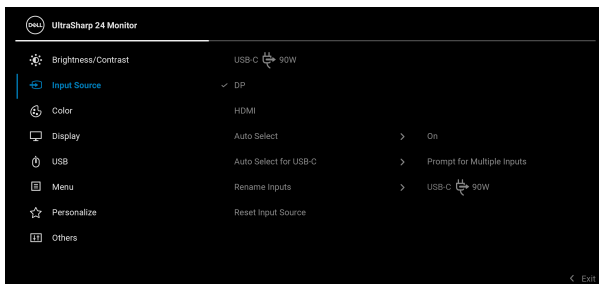 DELL UltraSharp 24 Monitor
Brightness/Contrast USB-C 90W
Input Source DP
Color HDMI
Display Auto Select On
USB Auto Select for USB-C Prompt for Multiple Inputs
Menu Rename Inputs USB-C 90W
Personalize Reset Input Source
Others
Exit